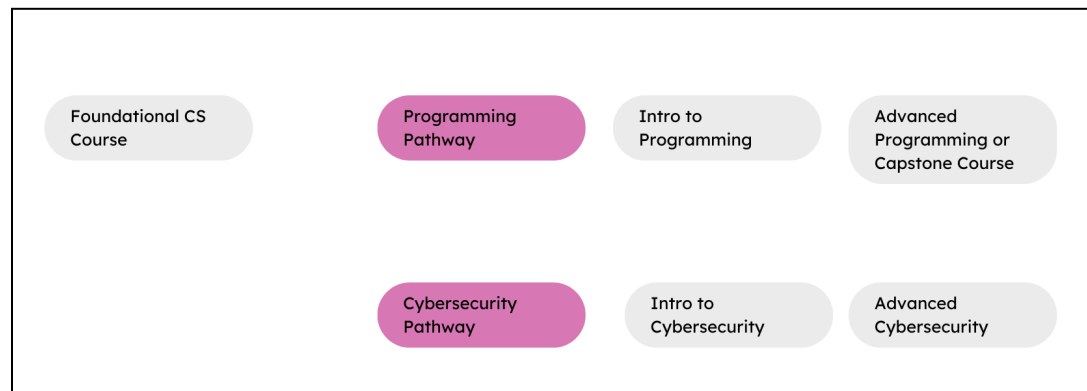 Foundational CS
Course
Programming
Pathway
Intro to
Programming
Advanced
Programming or
Capstone Course
Cybersecurity
Pathway
Intro to
Cybersecurity
Advanced
Cybersecurity